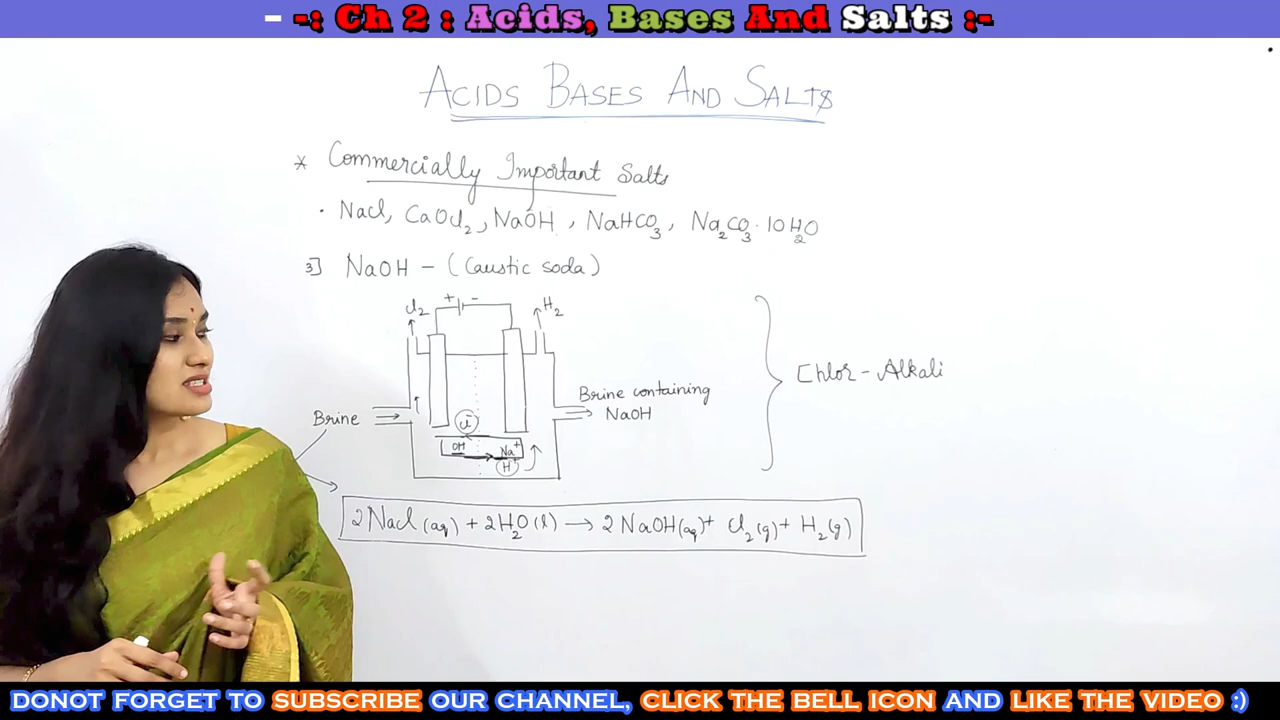 - -: Ch 2 : Acids, Bases And Salts :-
ACIDS BASES AND SALTS
* Commercially Important Salts
· NaCl, CaOCl₂, NaOH, NaHCO₃, Na₂CO₃·10H₂O
3] NaOH - (Caustic soda)
Cl₂ + - H₂
Brine
Cl⁻
OH Na⁺
H⁺
Brine containing
NaOH
Chlor-Alkali
2NaCl(aq) + 2H₂O(l) → 2NaOH(aq) + Cl₂(g) + H₂(g)
DONOT FORGET TO SUBSCRIBE OUR CHANNEL, CLICK THE BELL ICON AND LIKE THE VIDEO :)